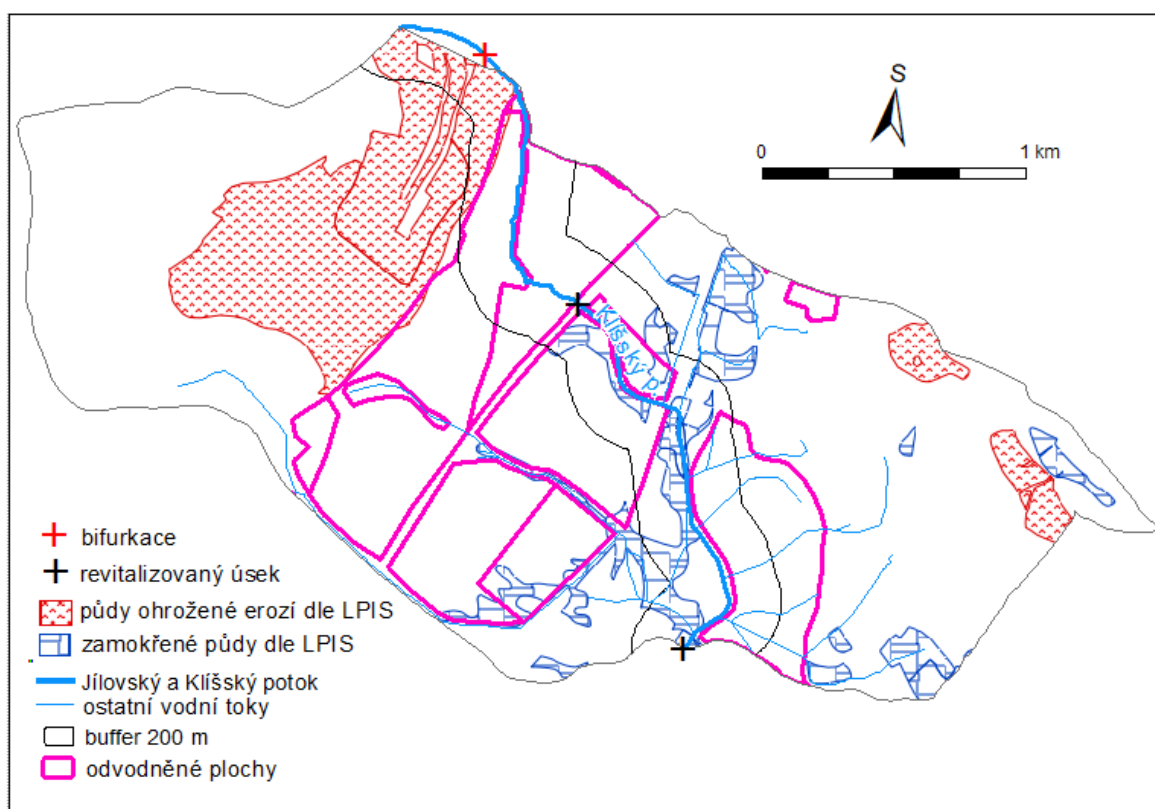 S
0 1 km
Klíšský p.
bifurkace
revitalizovaný úsek
půdy ohrožené erozí dle LPIS
zamokřené půdy dle LPIS
Jílovský a Klíšský potok
ostatní vodní toky
buffer 200 m
odvodněné plochy